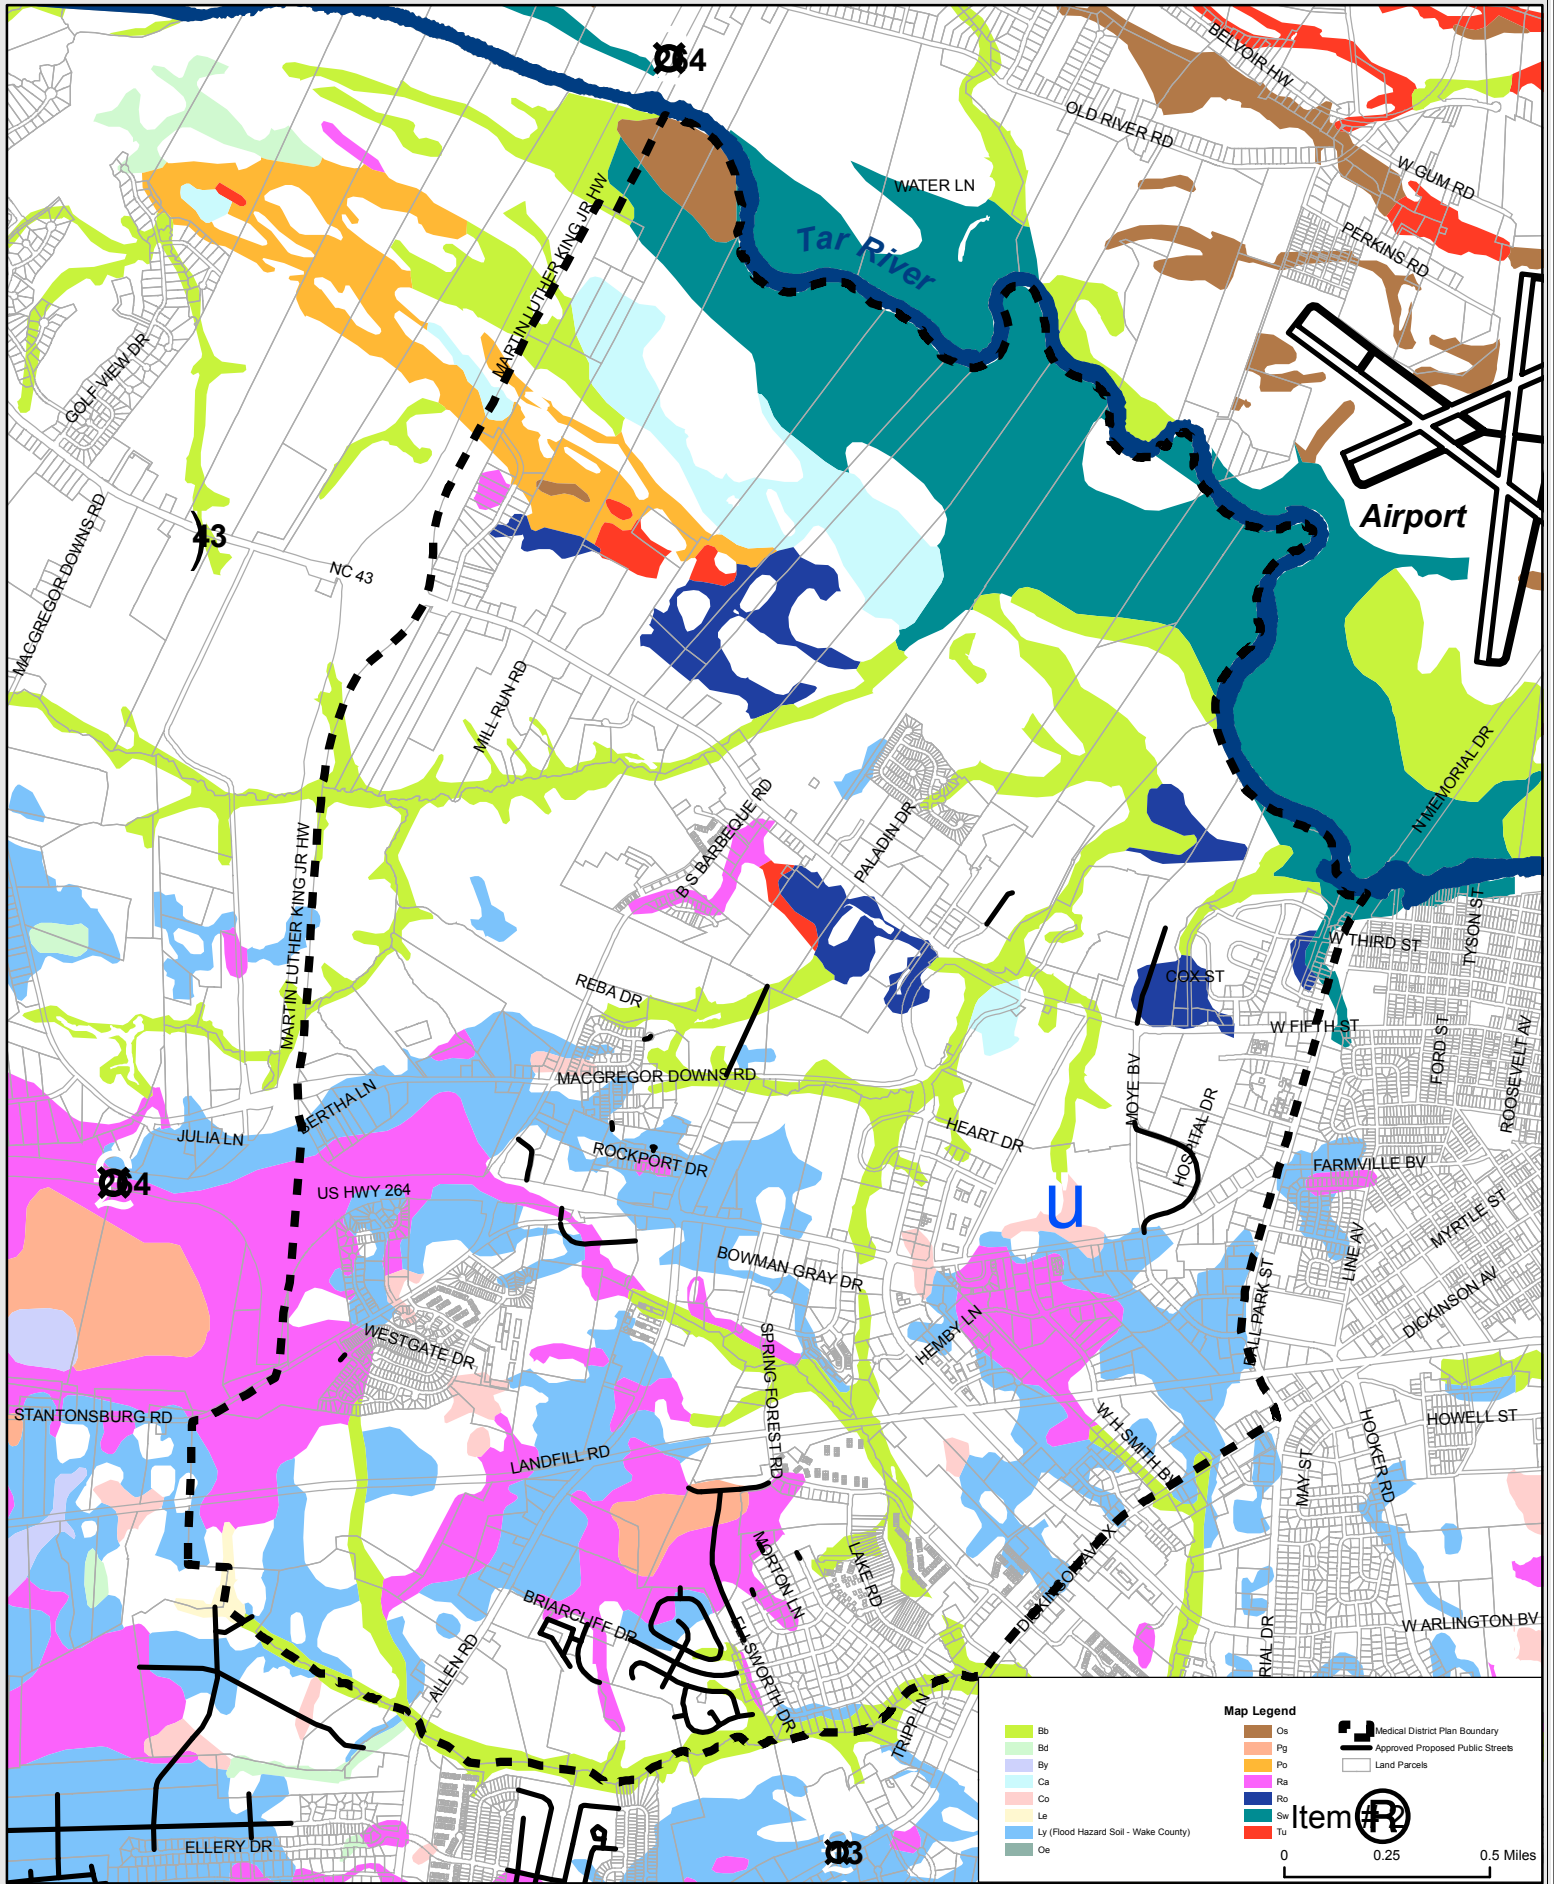 264
BELVOIR HW
OLD RIVER RD
W GUM RD
WATER LN
PERKINS RD
Tar River
MARTIN LUTHER KING JR HW
GOLF VIEW DR
Airport
43
NC 43
MACGREGOR DOWNS RD
MILL RUN RD
N MEMORIAL DR
B S BARBEQUE RD
PALADIN DR
MARTIN LUTHER KING JR HW
TYSON ST
W THIRD ST
COX ST
REBA DR
W FIFTH ST
FORD ST
ROOSEVELT AV
MACGREGOR DOWNS RD
MOYE BV
BERTHA LN
JULIA LN
HEART DR
HOSPITAL DR
ROCKPORT DR
FARMVILLE BV
264
US HWY 264
u
MYRTLE ST
LINE AV
BOWMAN GRAY DR
BALL PARK ST
DICKINSON AV
HEMBY LN
WESTGATE DR
SPRING FOREST RD
STANTONSBURG RD
HOWELL ST
W H SMITH BV
HOOKER RD
LANDFILL RD
MAY ST
MORTON LN
LAKE RD
DICKINSON AV EX
BRIARCLIFF DR
ELLSWORTH DR
W ARLINGTON BV
RIAL DR
ALLEN RD
TRIPP LN
ELLERY DR
Map Legend
Bb
Bd
By
Ca
Co
Le
Ly (Flood Hazard Soil - Wake County)
Oe
Os
Pg
Po
Ra
Ro
Sw
Tu
Medical District Plan Boundary
Approved Proposed Public Streets
Land Parcels
Item # 2
R
0 0.25 0.5 Miles